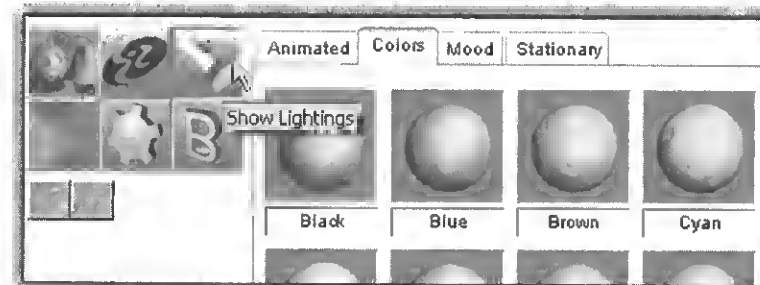 Animated Colors Mood Stationary
B
Show Lightings
Black Blue Brown Cyan